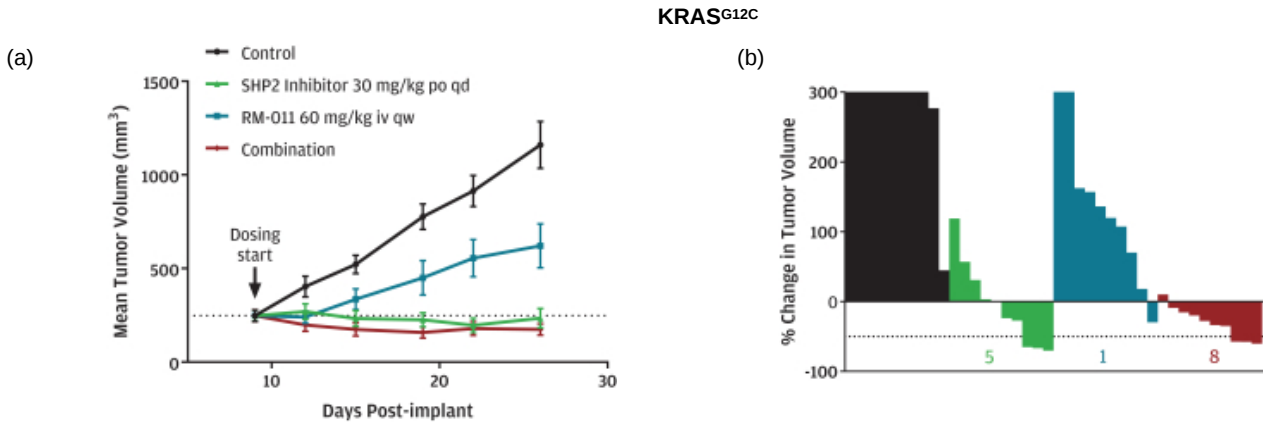 KRASG12C
(a)
Control
SHP2 Inhibitor 30 mg/kg po qd
RM-011 60 mg/kg iv qw
Combination
Mean Tumor Volume (mm3)
1500
1000
500
0
Dosing
start
10
20
30
Days Post-implant
(b)
% Change in Tumor Volume
300
200
100
0
-100
5
1
8